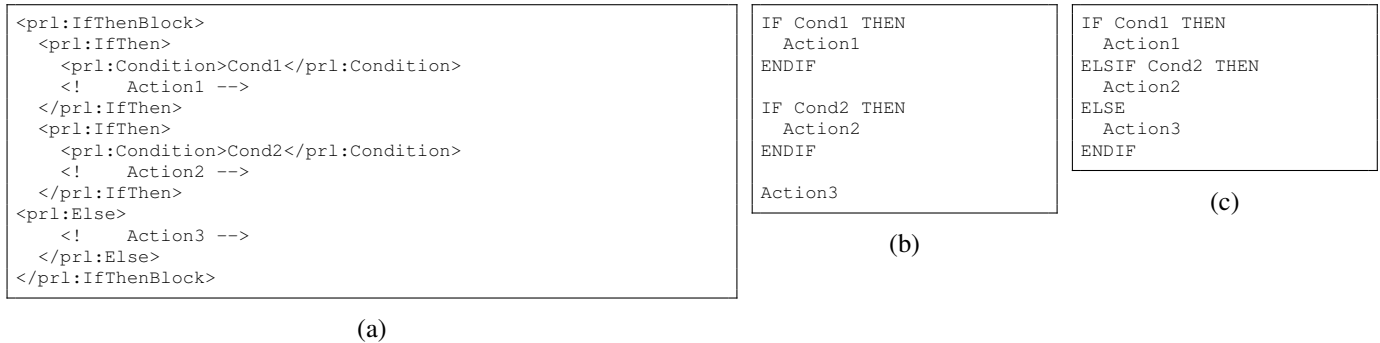 <prl:IfThenBlock>
  <prl:IfThen>
    <prl:Condition>Cond1</prl:Condition>
    <!    Action1 -->
  </prl:IfThen>
  <prl:IfThen>
    <prl:Condition>Cond2</prl:Condition>
    <!    Action2 -->
  </prl:IfThen>
<prl:Else>
    <!    Action3 -->
  </prl:Else>
</prl:IfThenBlock>
(a)
IF Cond1 THEN
  Action1
ENDIF

IF Cond2 THEN
  Action2
ENDIF

Action3
(b)
IF Cond1 THEN
  Action1
ELSIF Cond2 THEN
  Action2
ELSE
  Action3
ENDIF
(c)